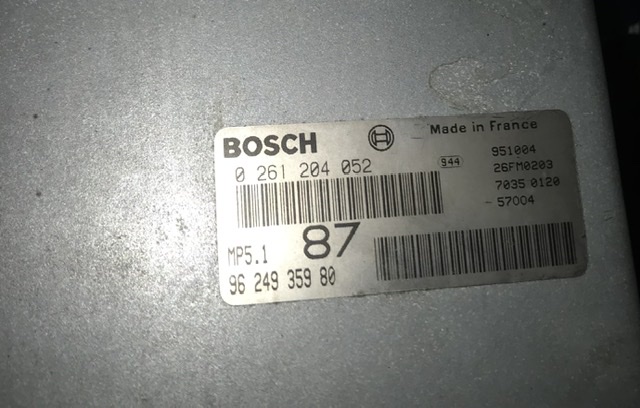 BOSCH
Made in France
0 261 204 052
944
951004
26FM0203
7035 0120
- 57004
MP5.1
87
96 249 359 80